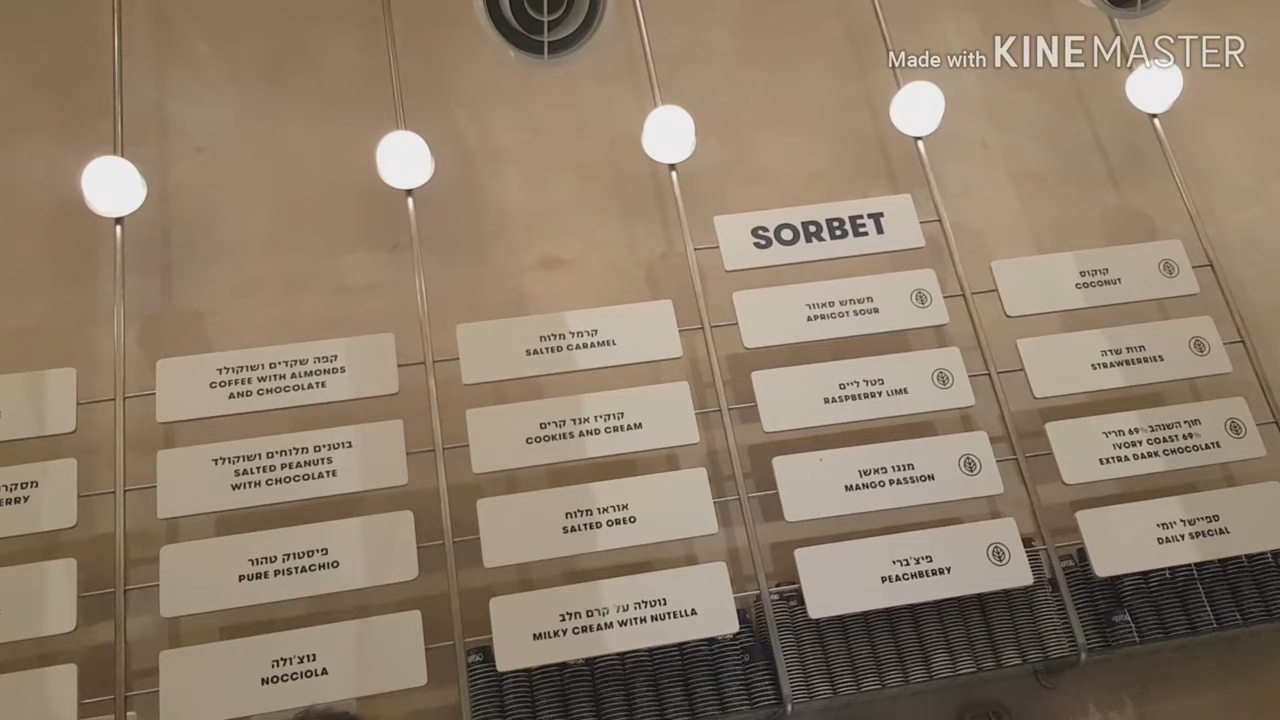 Made with KINEMASTER
מסקרו
ERRY
קפה שקדים ושוקולד
COFFEE WITH ALMONDS
AND CHOCOLATE
בוטנים מלוחים ושוקולד
SALTED PEANUTS
WITH CHOCOLATE
פיסטוק טהור
PURE PISTACHIO
נוצ'ולה
NOCCIOLA
קרמל מלוח
SALTED CARAMEL
קוקיז אנד קרים
COOKIES AND CREAM
אוראו מלוח
SALTED OREO
נוטלה על קרם חלב
MILKY CREAM WITH NUTELLA
SORBET
משמש סאוור
APRICOT SOUR
פטל ליים
RASPBERRY LIME
מנגו פאשן
MANGO PASSION
פיצ'ברי
PEACHBERRY
קוקוס
COCONUT
תות שדה
STRAWBERRIES
חוף השנהב 69% מריר
IVORY COAST 69%
EXTRA DARK CHOCOLATE
ספיישל יומי
DAILY SPECIAL